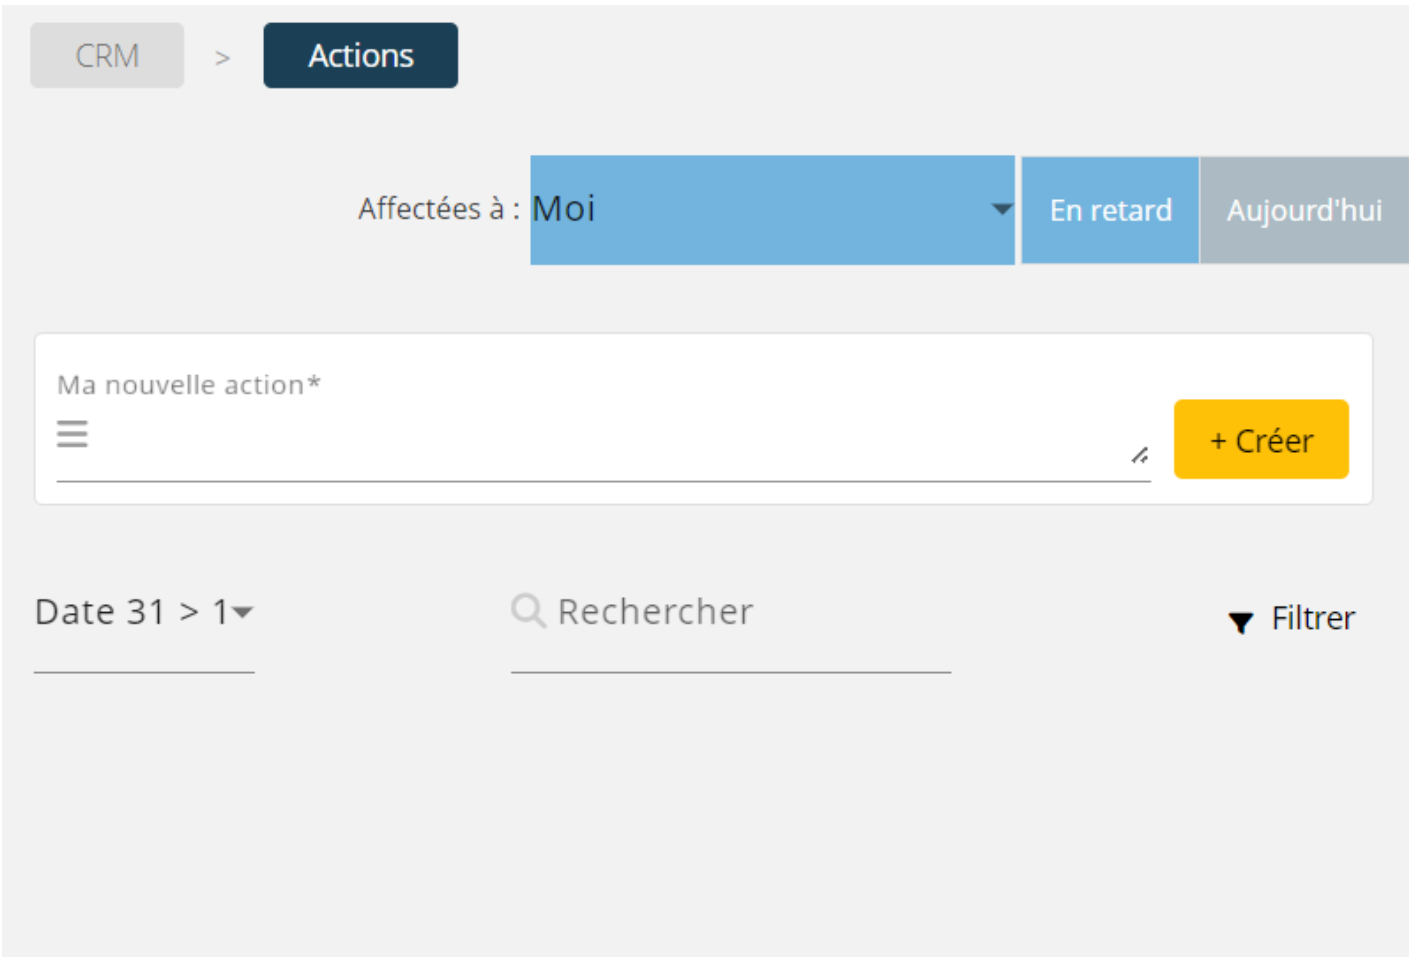 CRM > Actions
Affectées à : Moi En retard Aujourd'hui
Ma nouvelle action*
+ Créer
Date 31 > 1 Rechercher Filtrer